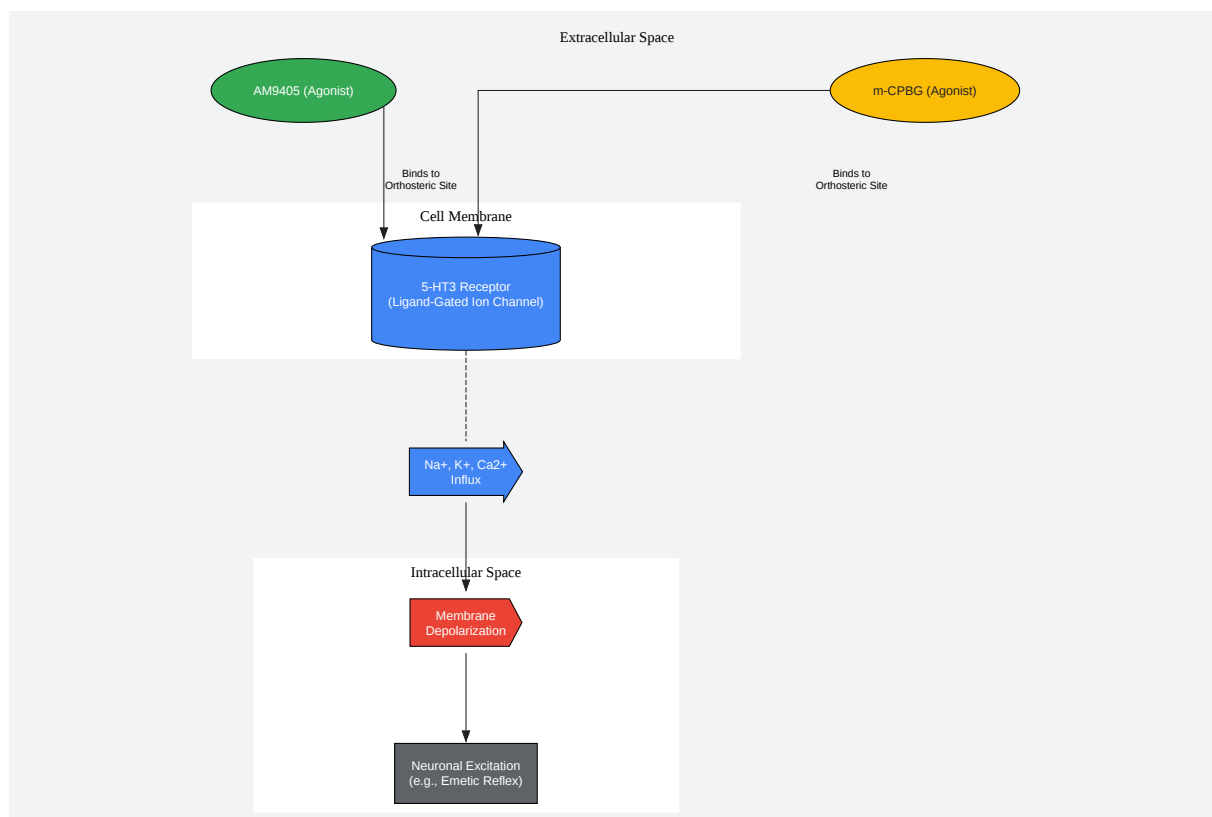 Extracellular Space
AM9405 (Agonist)
m-CPBG (Agonist)
Binds to
Orthosteric Site
Binds to
Orthosteric Site
Cell Membrane
5-HT3 Receptor
(Ligand-Gated Ion Channel)
Na+, K+, Ca2+
Influx
Intracellular Space
Membrane
Depolarization
Neuronal Excitation
(e.g., Emetic Reflex)